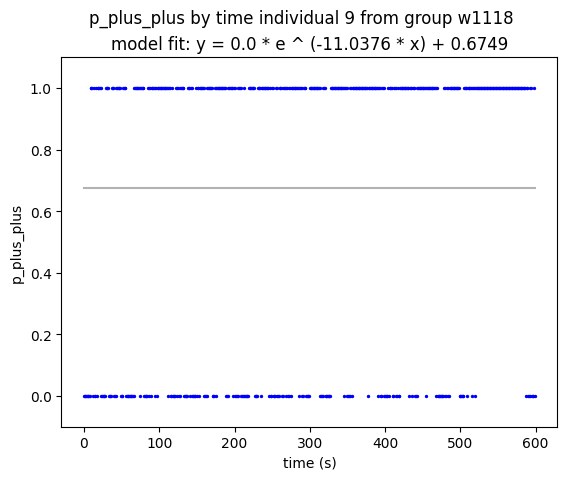 p_plus_plus by time individual 9 from group w1118
model fit: y = 0.0 * e ^ (-11.0376 * x) + 0.6749
1.0
0.8
0.6
0.4
0.2
0.0
p_plus_plus
0 100 200 300 400 500 600
time (s)